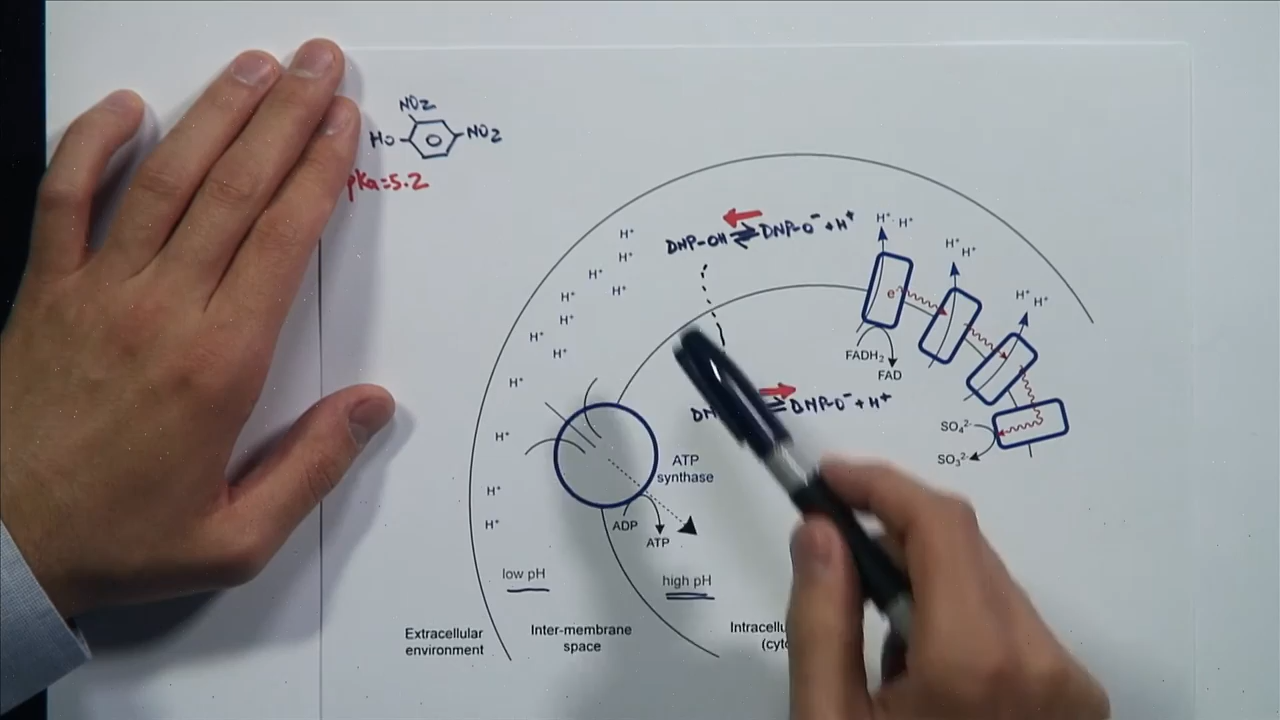 NO2
HO NO2
pKa=5.2
DNP-OH ⇌ DNP-O⁻ + H⁺
H⁺ H⁺
H⁺ H⁺
H⁺ H⁺
H⁺
H⁺
H⁺
H⁺
H⁺
H⁺
H⁺
H⁺
H⁺
H⁺
H⁺
H⁺
e⁻
FADH₂
FAD
⇌ DNP-O⁻ + H⁺
SO₄²⁻
SO₃²⁻
ATP
synthase
ADP
ATP
low pH
high pH
Extracellular
environment
Inter-membrane
space